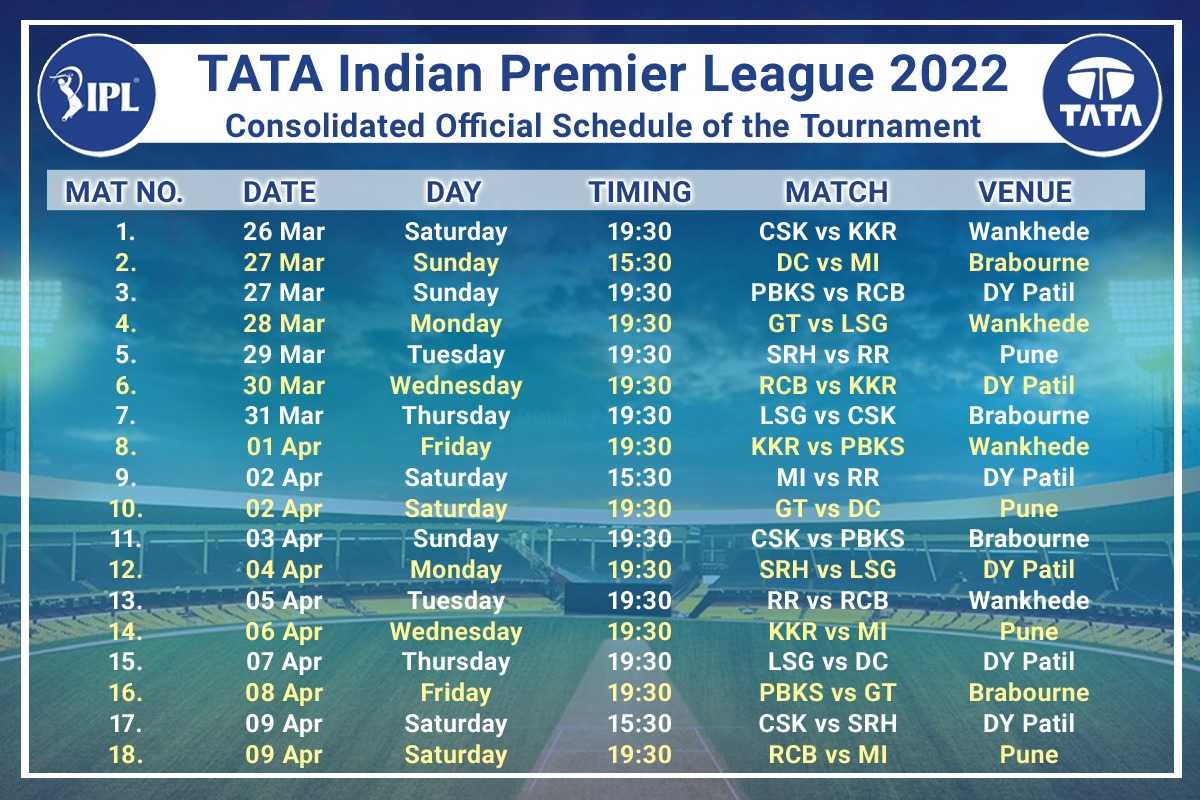 IPL
TATA Indian Premier League 2022
Consolidated Official Schedule of the Tournament
TATA
MAT NO. DATE DAY TIMING MATCH VENUE
1. 26 Mar Saturday 19:30 CSK vs KKR Wankhede
2. 27 Mar Sunday 15:30 DC vs MI Brabourne
3. 27 Mar Sunday 19:30 PBKS vs RCB DY Patil
4. 28 Mar Monday 19:30 GT vs LSG Wankhede
5. 29 Mar Tuesday 19:30 SRH vs RR Pune
6. 30 Mar Wednesday 19:30 RCB vs KKR DY Patil
7. 31 Mar Thursday 19:30 LSG vs CSK Brabourne
8. 01 Apr Friday 19:30 KKR vs PBKS Wankhede
9. 02 Apr Saturday 15:30 MI vs RR DY Patil
10. 02 Apr Saturday 19:30 GT vs DC Pune
11. 03 Apr Sunday 19:30 CSK vs PBKS Brabourne
12. 04 Apr Monday 19:30 SRH vs LSG DY Patil
13. 05 Apr Tuesday 19:30 RR vs RCB Wankhede
14. 06 Apr Wednesday 19:30 KKR vs MI Pune
15. 07 Apr Thursday 19:30 LSG vs DC DY Patil
16. 08 Apr Friday 19:30 PBKS vs GT Brabourne
17. 09 Apr Saturday 15:30 CSK vs SRH DY Patil
18. 09 Apr Saturday 19:30 RCB vs MI Pune